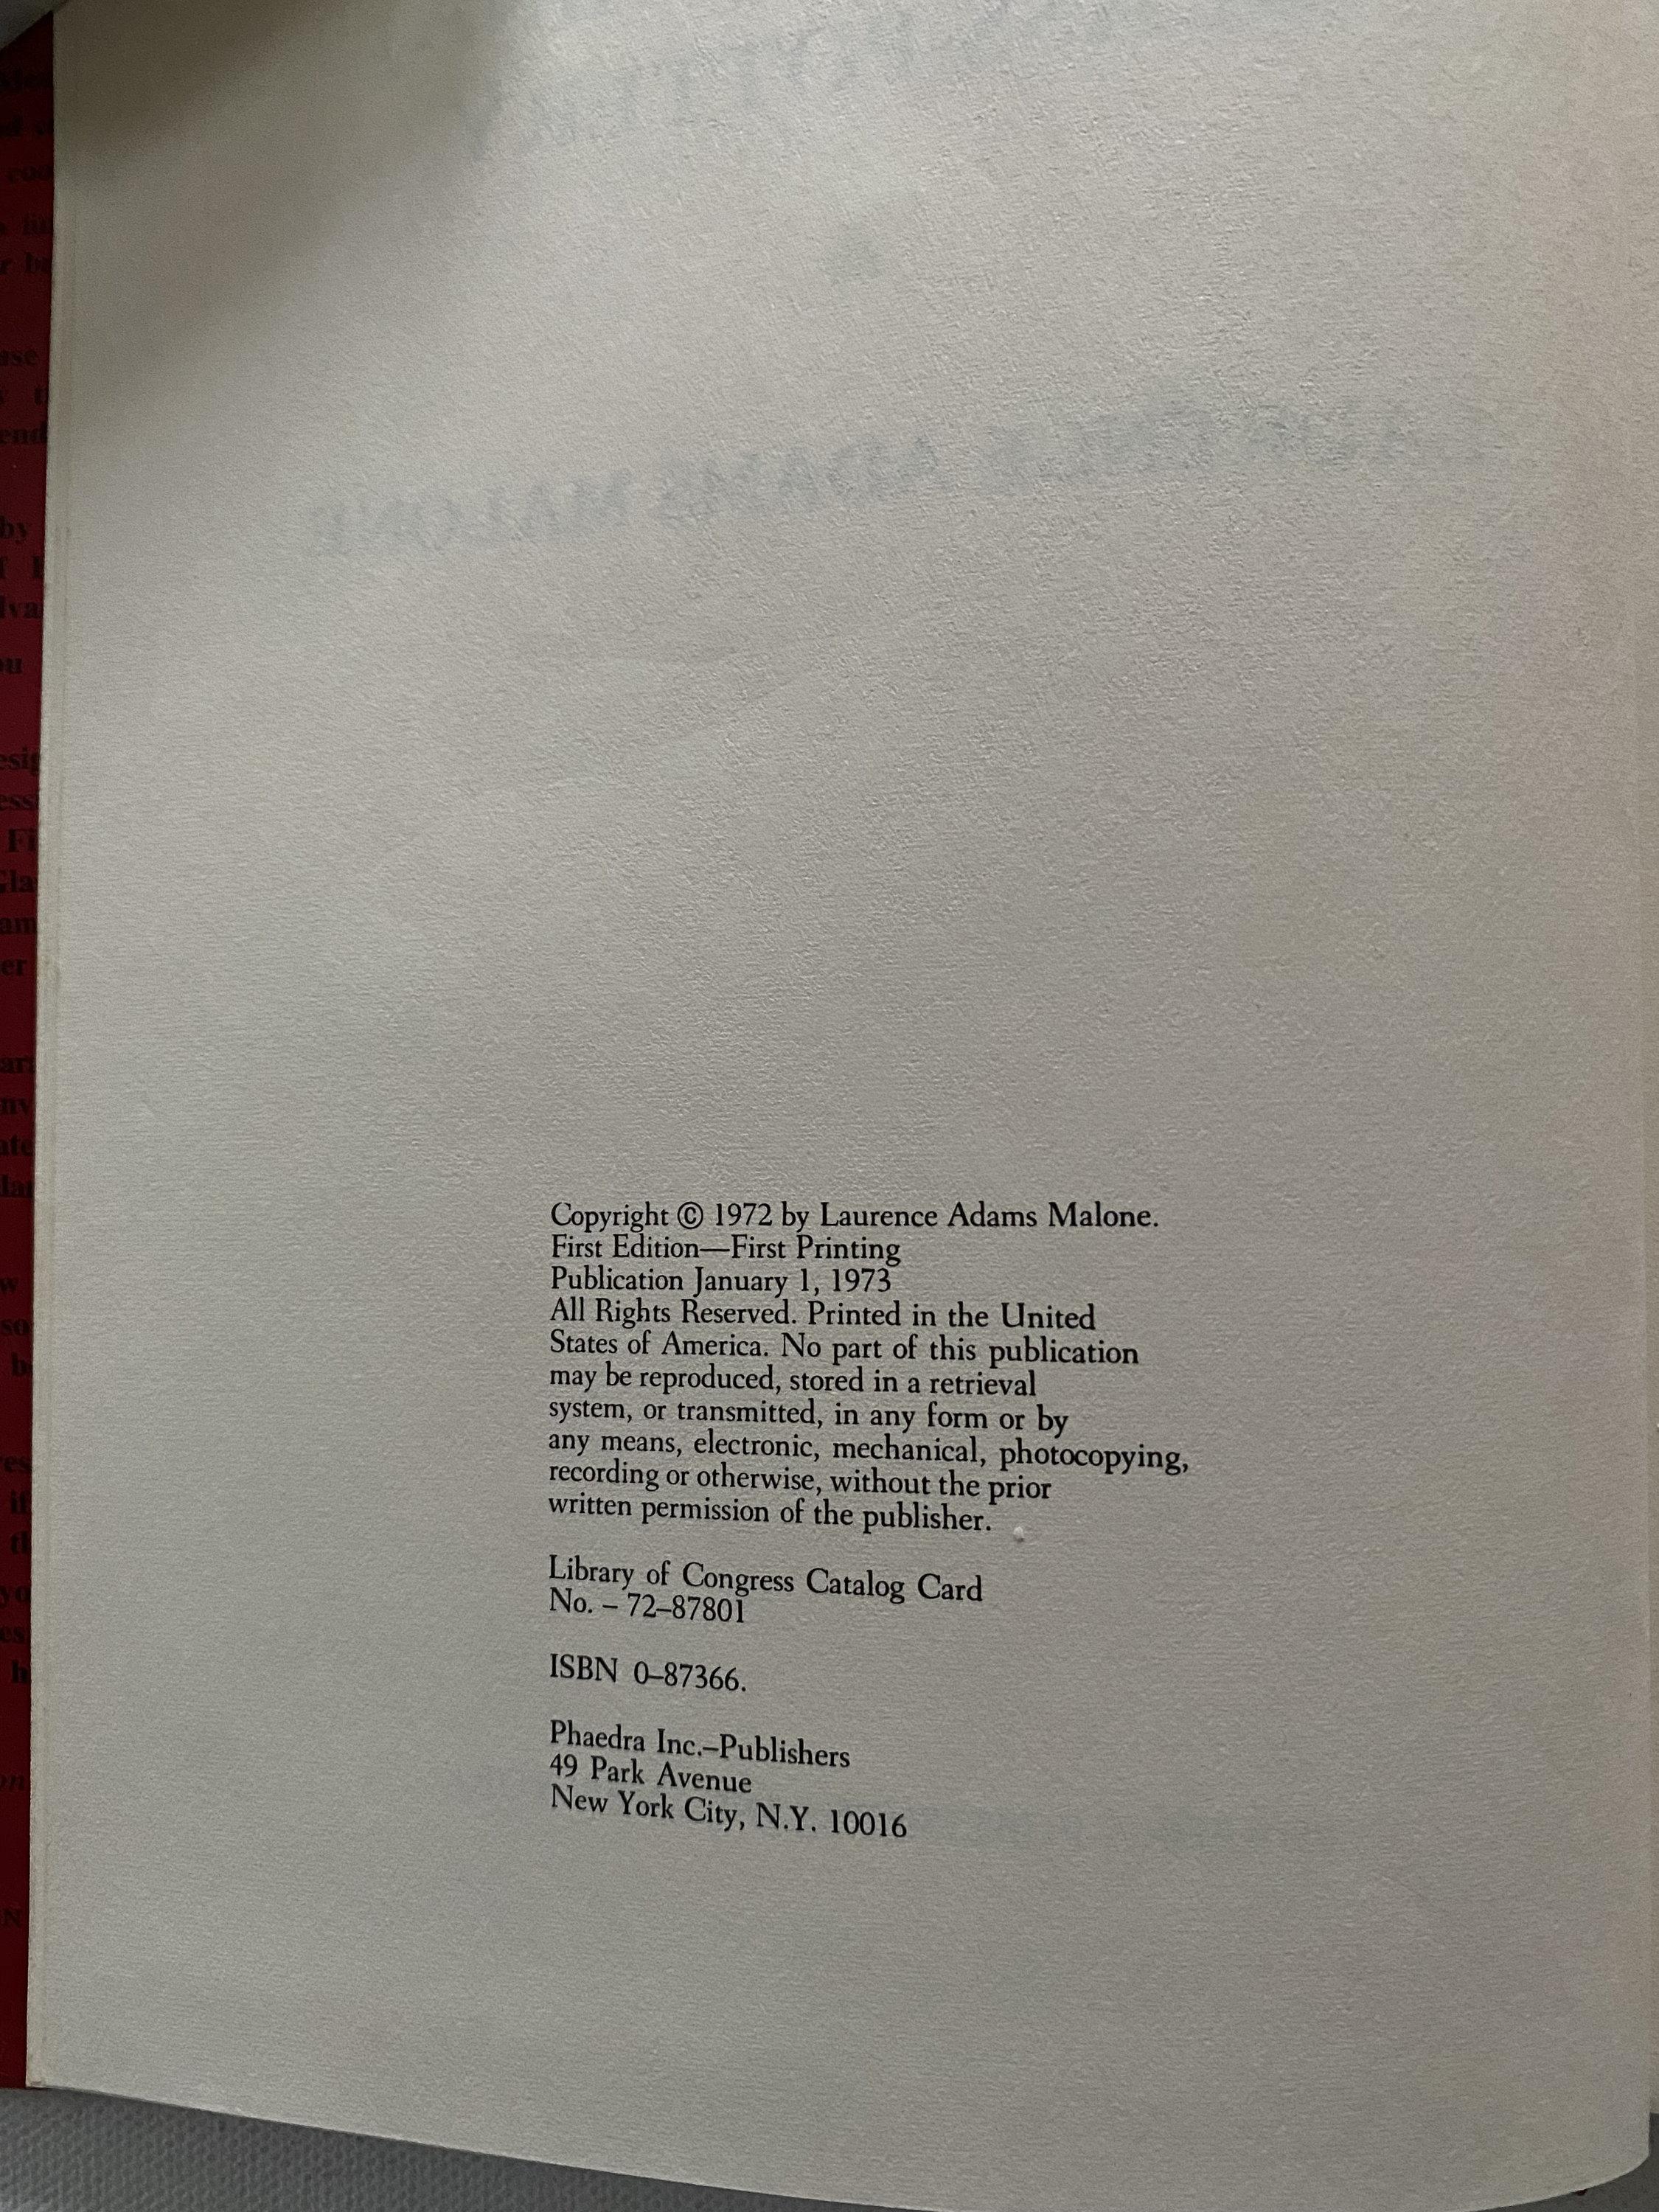 Copyright © 1972 by Laurence Adams Malone.
First Edition—First Printing
Publication January 1, 1973
All Rights Reserved. Printed in the United
States of America. No part of this publication
may be reproduced, stored in a retrieval
system, or transmitted, in any form or by
any means, electronic, mechanical, photocopying,
recording or otherwise, without the prior
written permission of the publisher.
Library of Congress Catalog Card
No. – 72–87801
ISBN 0–87366.
Phaedra Inc.–Publishers
49 Park Avenue
New York City, N.Y. 10016